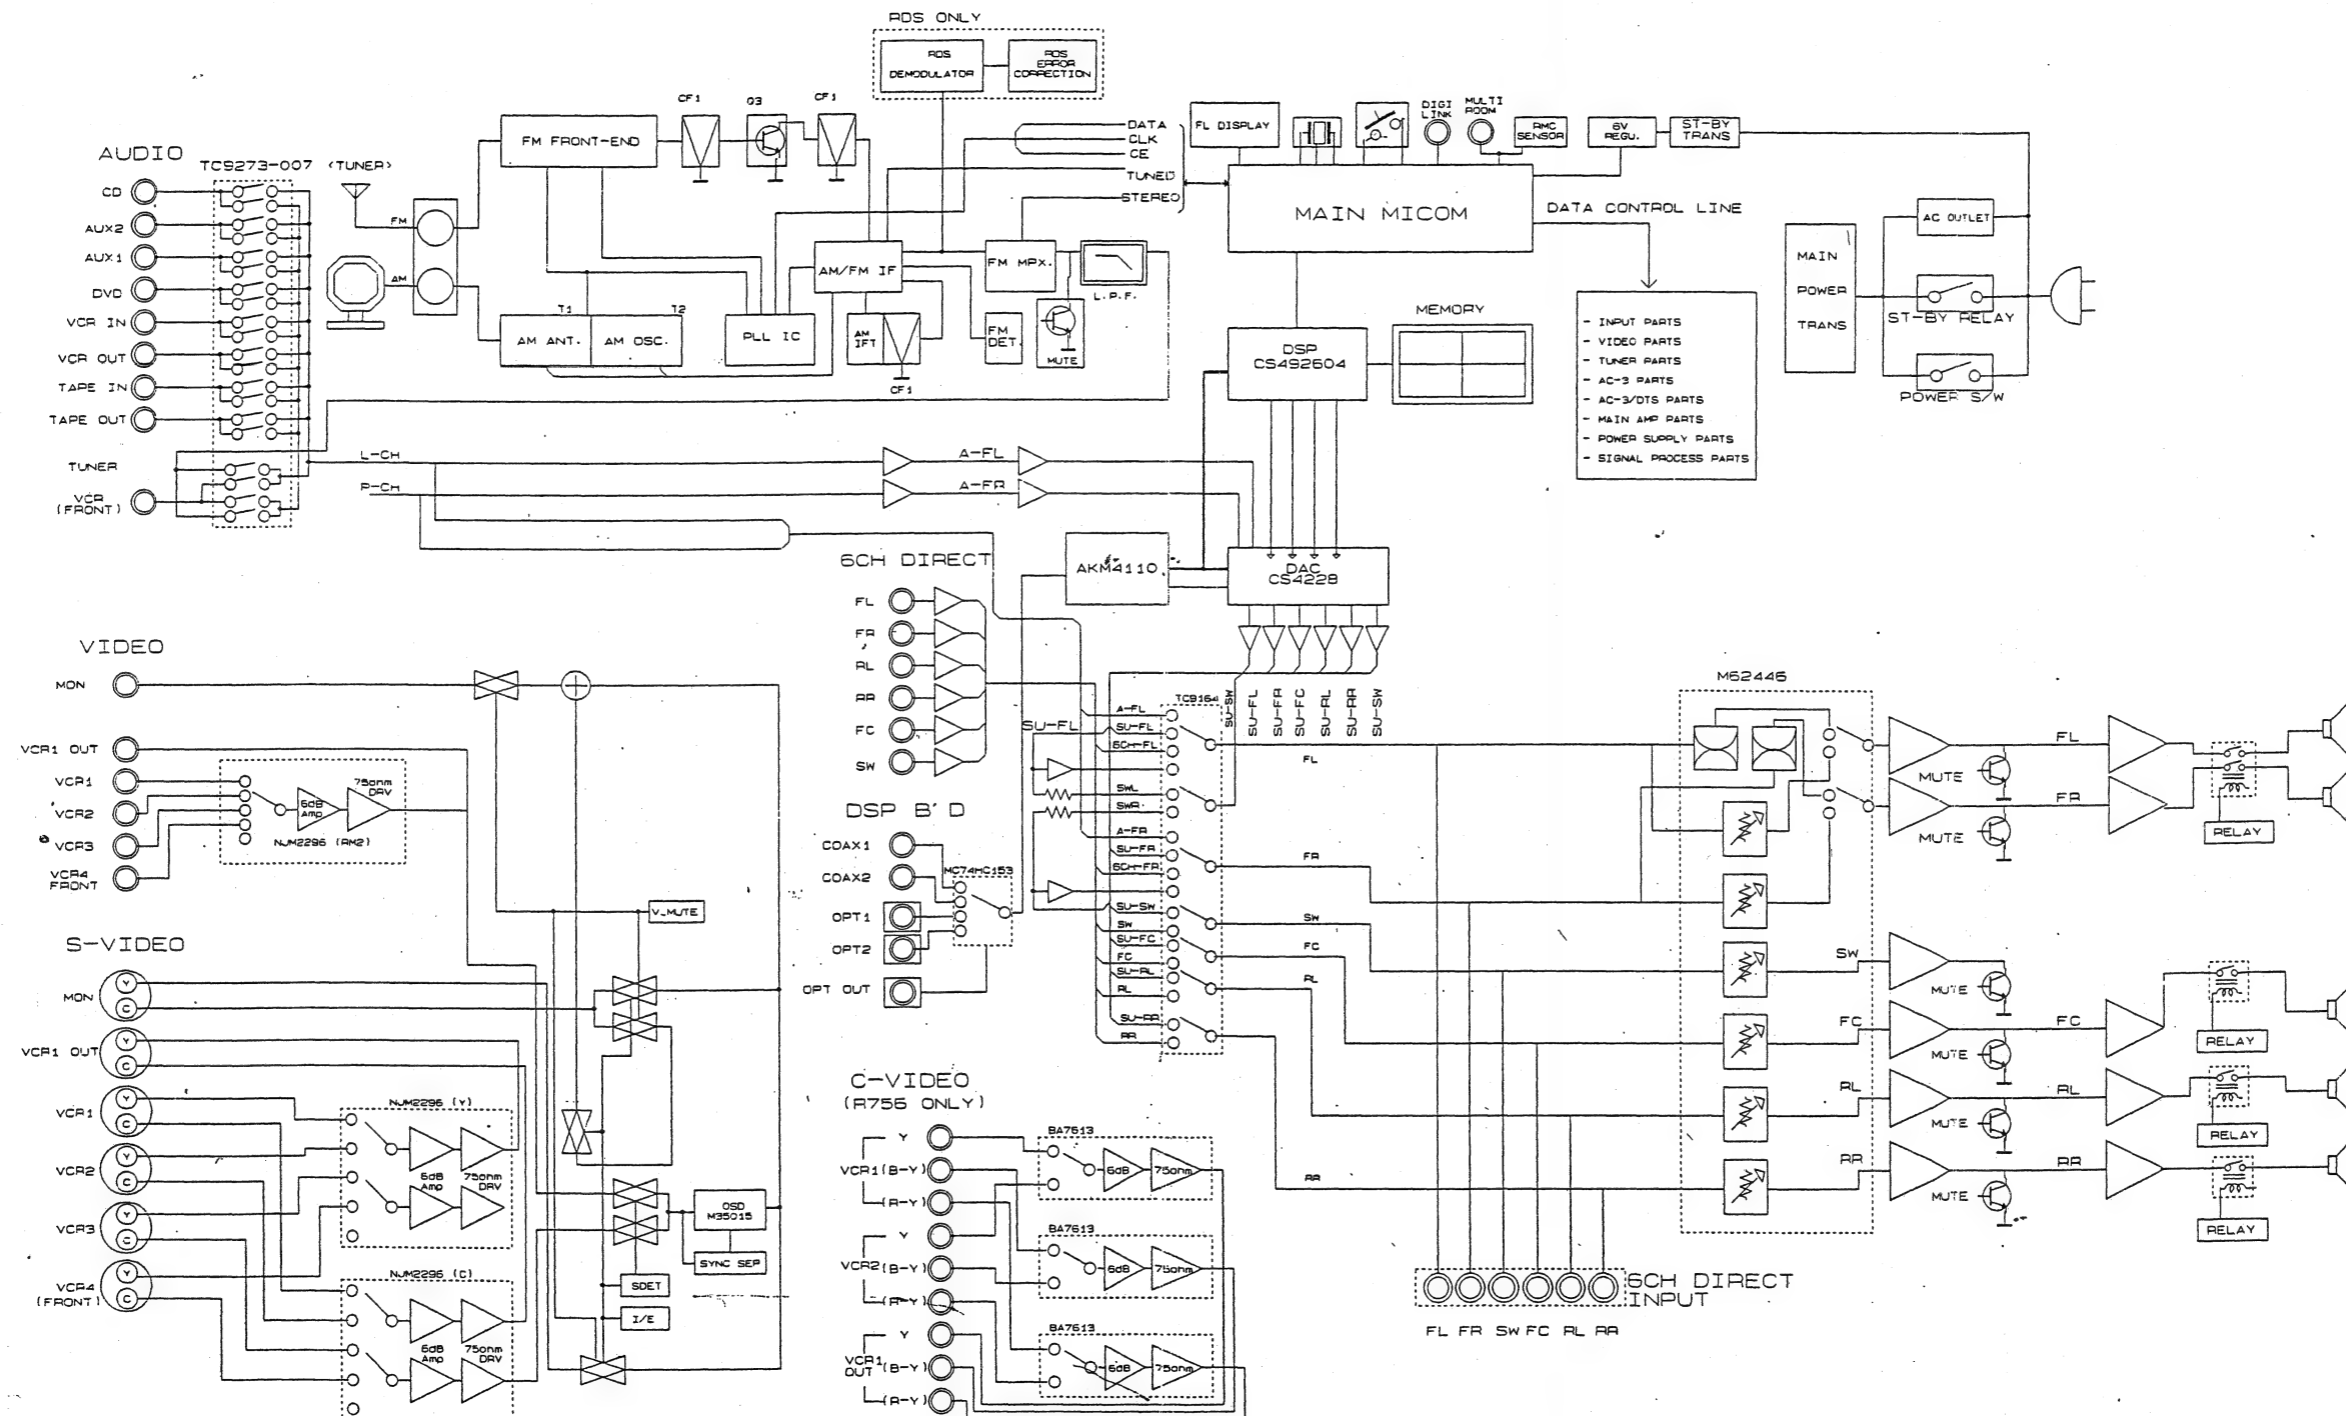 RDS ONLY
RDS
DEMODULATOR
RDS
ERROR
CORRECTION
CF1
Q3
CF1
FM FRONT-END
DATA
CLK
CE
TUNED
STEREO
FL DISPLAY
DIGI
LINK
MULTI
ROOM
RMC
SENSOR
6V
REGU.
ST-BY
TRANS
AUDIO
TC9273-007
(TUNER)
CD
AUX2
AUX1
DVD
VCR IN
VCR OUT
TAPE IN
TAPE OUT
TUNER
VCR
(FRONT)
FM
AM
T1
T2
AM ANT.
AM OSC.
PLL IC
AM/FM IF
AM
IFT
CF1
FM MPX.
FM
DET.
L.P.F.
MUTE
MAIN MICOM
DATA CONTROL LINE
MAIN
POWER
TRANS
AC OUTLET
ST-BY RELAY
POWER S/W
- INPUT PARTS
- VIDEO PARTS
- TUNER PARTS
- AC-3 PARTS
- AC-3/DTS PARTS
- MAIN AMP PARTS
- POWER SUPPLY PARTS
- SIGNAL PROCESS PARTS
DSP
CS492604
MEMORY
L-CH
R-CH
A-FL
A-FR
AKM4110
DAC
CS4228
6CH DIRECT
FL
FR
RL
RR
FC
SW
SU-SW
SU-FL
SU-FR
SU-FC
SU-RL
SU-RR
SU-SW
SU-FL
TC9164
A-FL
SU-FL
6CH-FL
SWL
SWR
A-FR
SU-FR
6CH-FR
SU-SW
SW
SU-FC
FC
SU-RL
RL
SU-RR
RR
FL
FR
SW
FC
RL
RR
DSP B'D
COAX1
COAX2
OPT1
OPT2
OPT OUT
MC74HC153
VIDEO
MON
VCR1 OUT
VCR1
VCR2
VCR3
VCR4
FRONT
6dB
Amp
75ohm
DRV
NJM2296 (RM2)
V_MUTE
S-VIDEO
MON
Y
C
VCR1 OUT
Y
C
VCR1
Y
C
VCR2
Y
C
VCR3
Y
C
VCR4
(FRONT)
Y
C
NJM2296 (Y)
6dB
Amp
75ohm
DRV
NJM2296 (C)
6dB
Amp
75ohm
DRV
OSD
M35015
SYNC SEP
SDET
I/E
C-VIDEO
(R756 ONLY)
Y
VCR1 (B-Y)
(R-Y)
Y
VCR2 (B-Y)
(R-Y)
Y
VCR1
OUT (B-Y)
(R-Y)
BA7613
6dB
75ohm
BA7613
6dB
75ohm
BA7613
6dB
75ohm
M62446
MUTE
FL
MUTE
FR
RELAY
SW
MUTE
FC
MUTE
FC
RELAY
RL
MUTE
RL
RELAY
RR
MUTE
RR
RELAY
6CH DIRECT
INPUT
FL FR SW FC RL RR